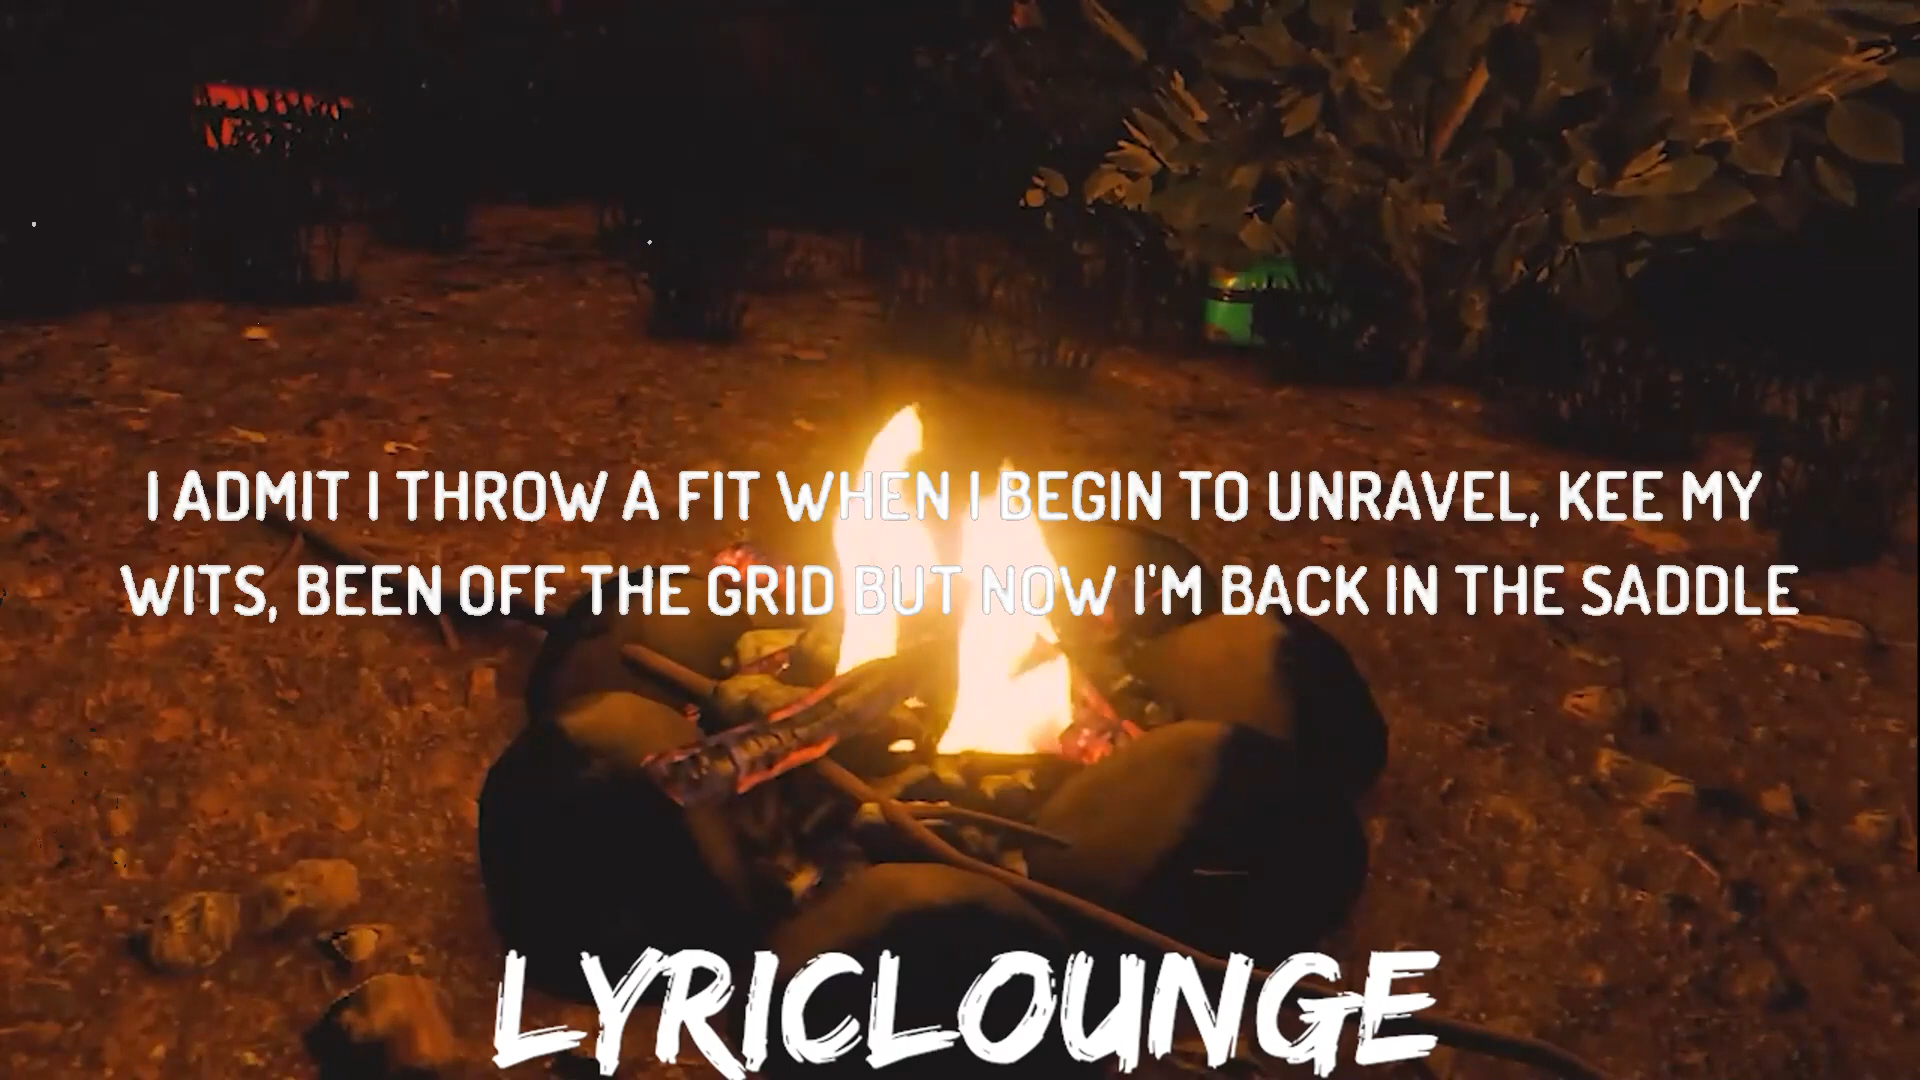 I ADMIT I THROW A FIT WHEN I BEGIN TO UNRAVEL, KEE MY
WITS, BEEN OFF THE GRID BUT NOW I'M BACK IN THE SADDLE
LYRICLOUNGE